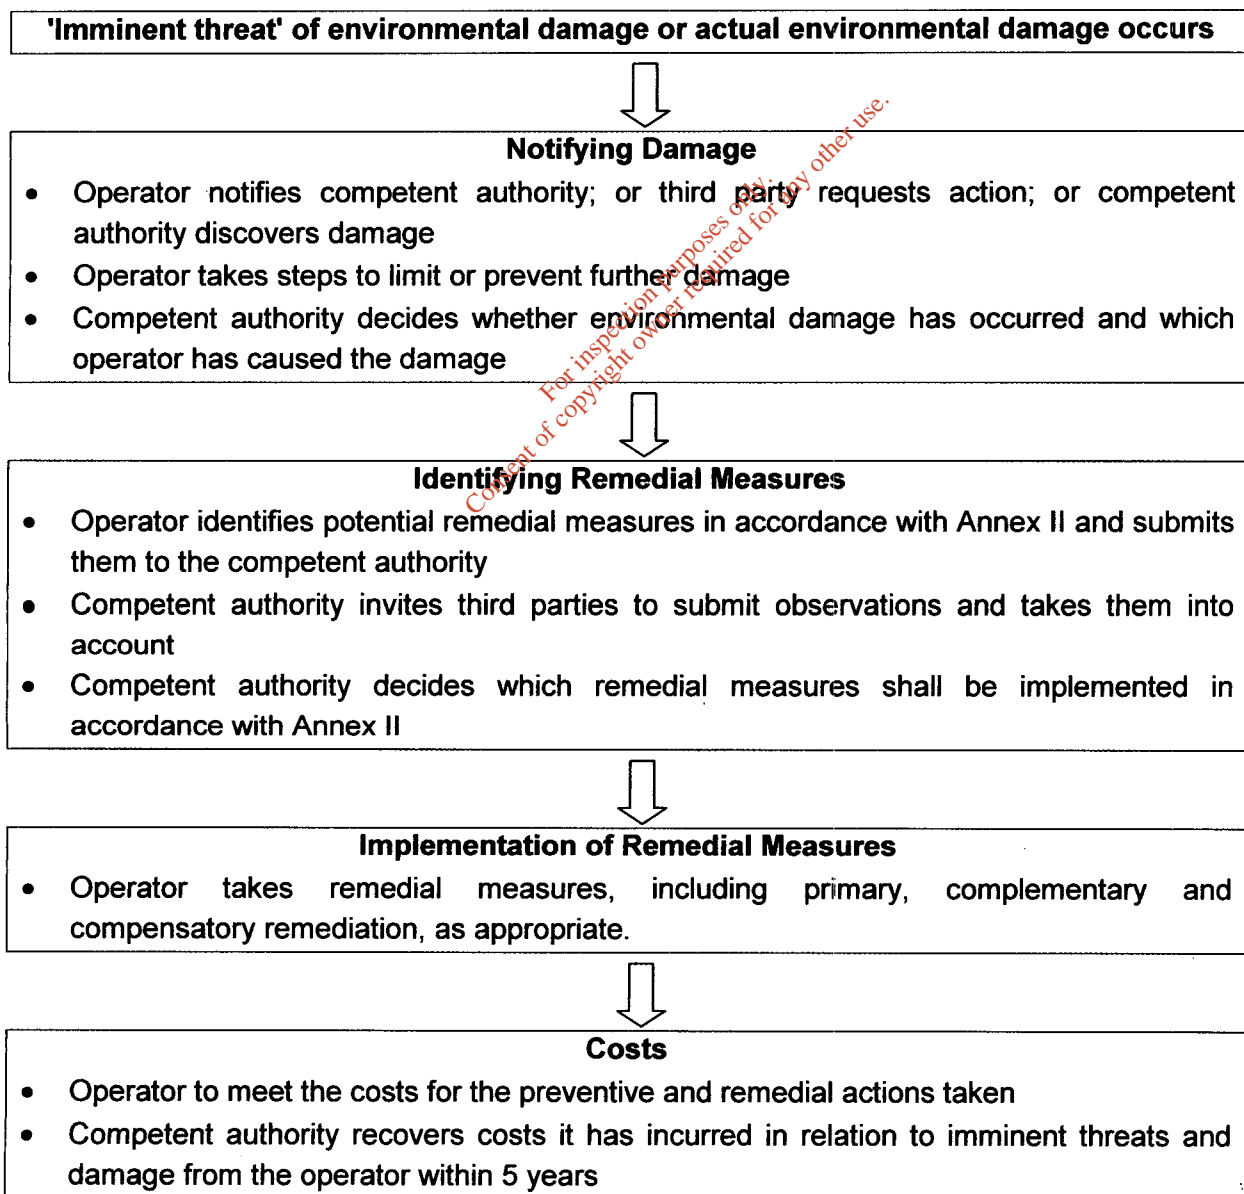 'Imminent threat' of environmental damage or actual environmental damage occurs
Notifying Damage
• Operator notifies competent authority; or third party requests action; or competent
authority discovers damage
• Operator takes steps to limit or prevent further damage
• Competent authority decides whether environmental damage has occurred and which
operator has caused the damage
For inspection purposes only.
Consent of copyright owner required for any other use.
Identifying Remedial Measures
• Operator identifies potential remedial measures in accordance with Annex II and submits
them to the competent authority
• Competent authority invites third parties to submit observations and takes them into
account
• Competent authority decides which remedial measures shall be implemented in
accordance with Annex II
Implementation of Remedial Measures
• Operator takes remedial measures, including primary, complementary and
compensatory remediation, as appropriate.
Costs
• Operator to meet the costs for the preventive and remedial actions taken
• Competent authority recovers costs it has incurred in relation to imminent threats and
damage from the operator within 5 years